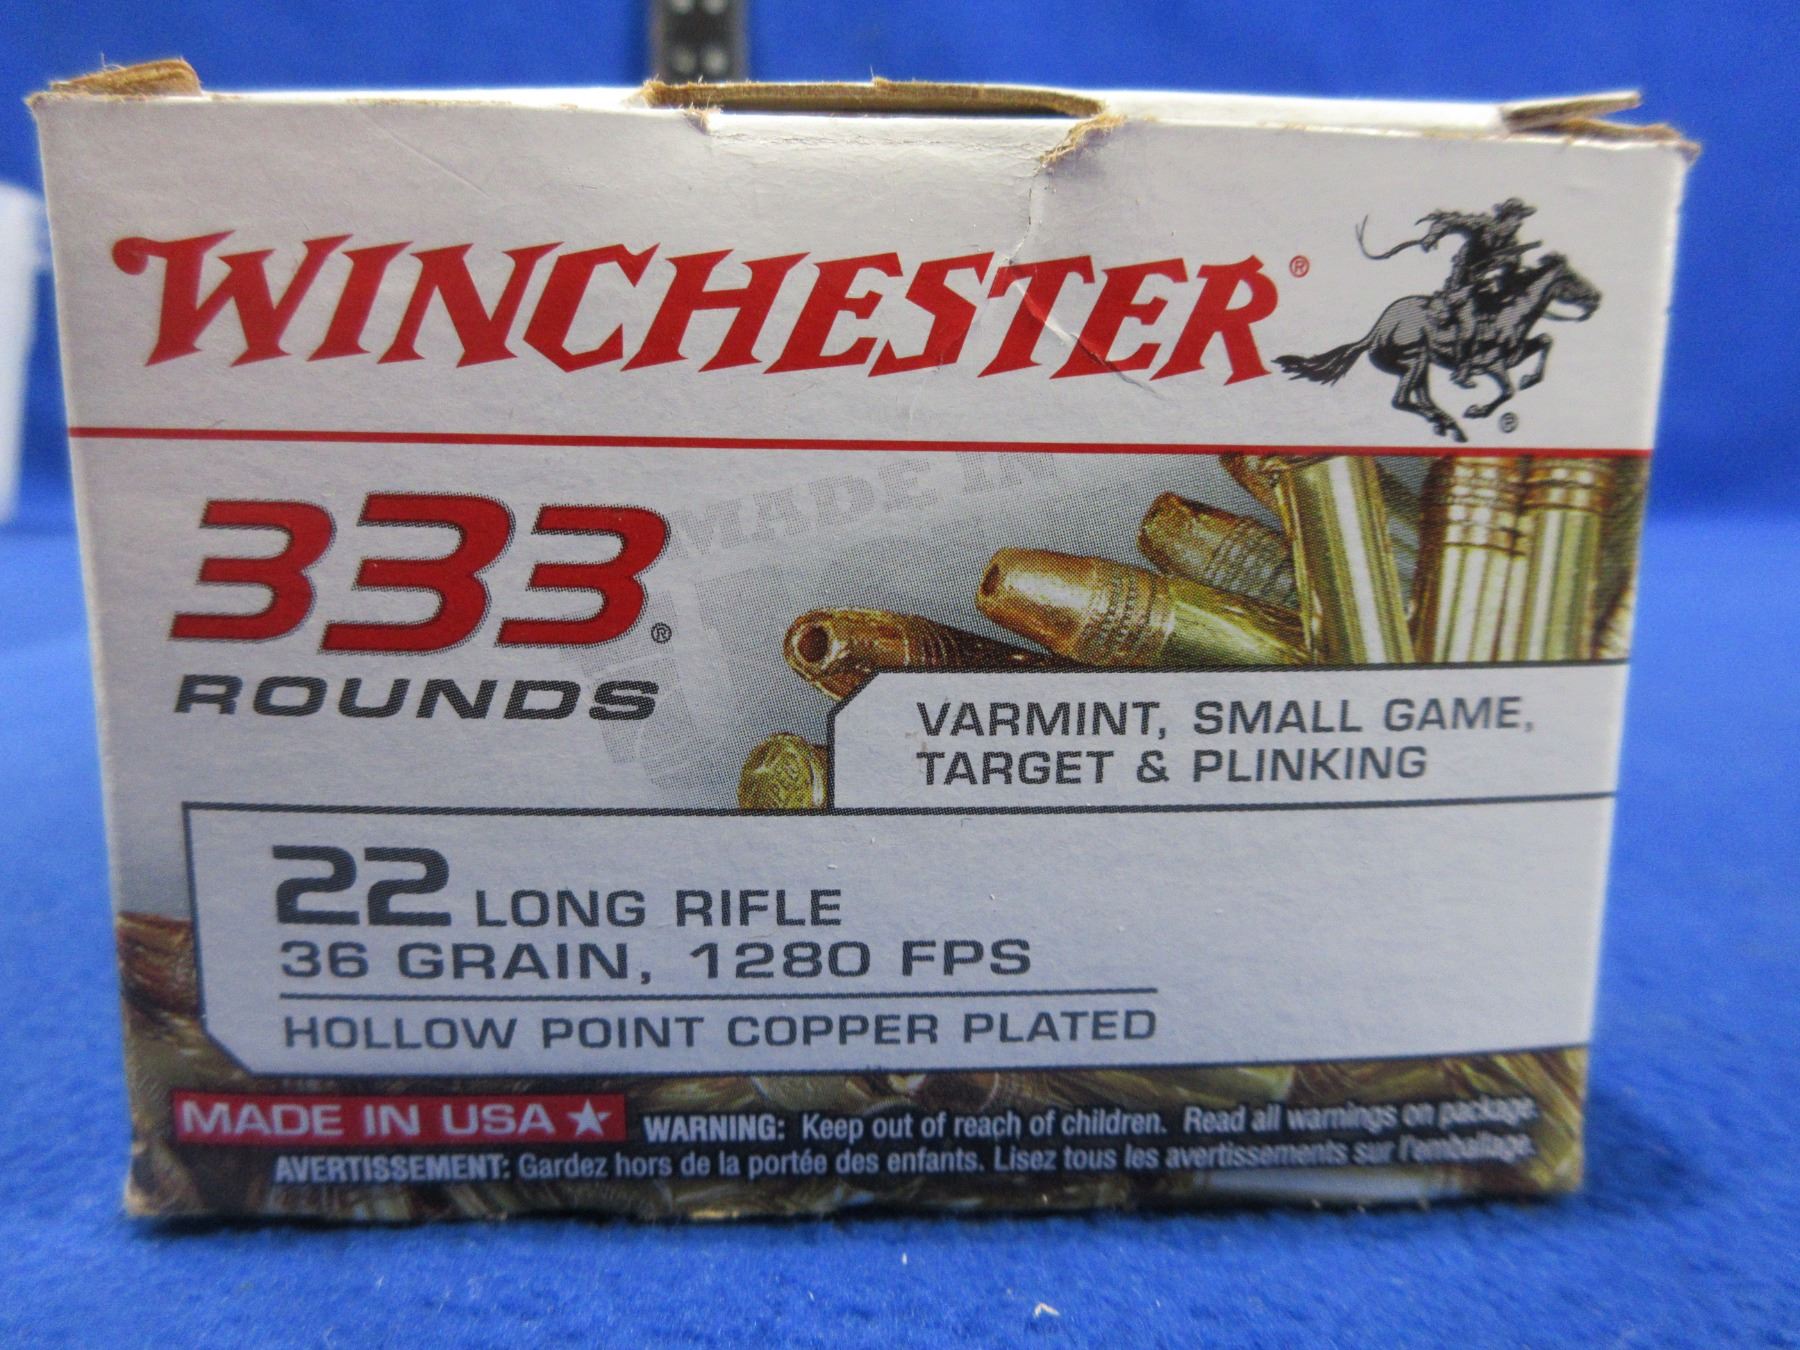 WINCHESTER®
®
MADE IN
333®
ROUNDS
VARMINT, SMALL GAME,
TARGET & PLINKING
22 LONG RIFLE
36 GRAIN, 1280 FPS
HOLLOW POINT COPPER PLATED
MADE IN USA
WARNING: Keep out of reach of children. Read all warnings on package.
AVERTISSEMENT: Gardez hors de la portée des enfants. Lisez tous les avertissements sur l'emballage.